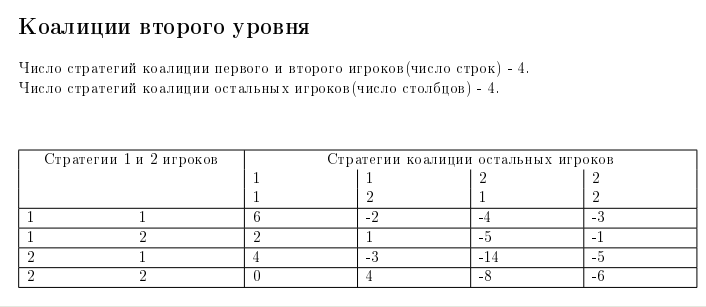 Коалиции второго уровня
Число стратегий коалиции первого и второго игроков(число строк) - 4.
Число стратегий коалиции остальных игроков(число столбцов) - 4.
Стратегии 1 и 2 игроков Стратегии коалиции остальных игроков
1 1 2 2
1 2 1 2
1 1 6 -2 -4 -3
1 2 2 1 -5 -1
2 1 4 -3 -14 -5
2 2 0 4 -8 -6